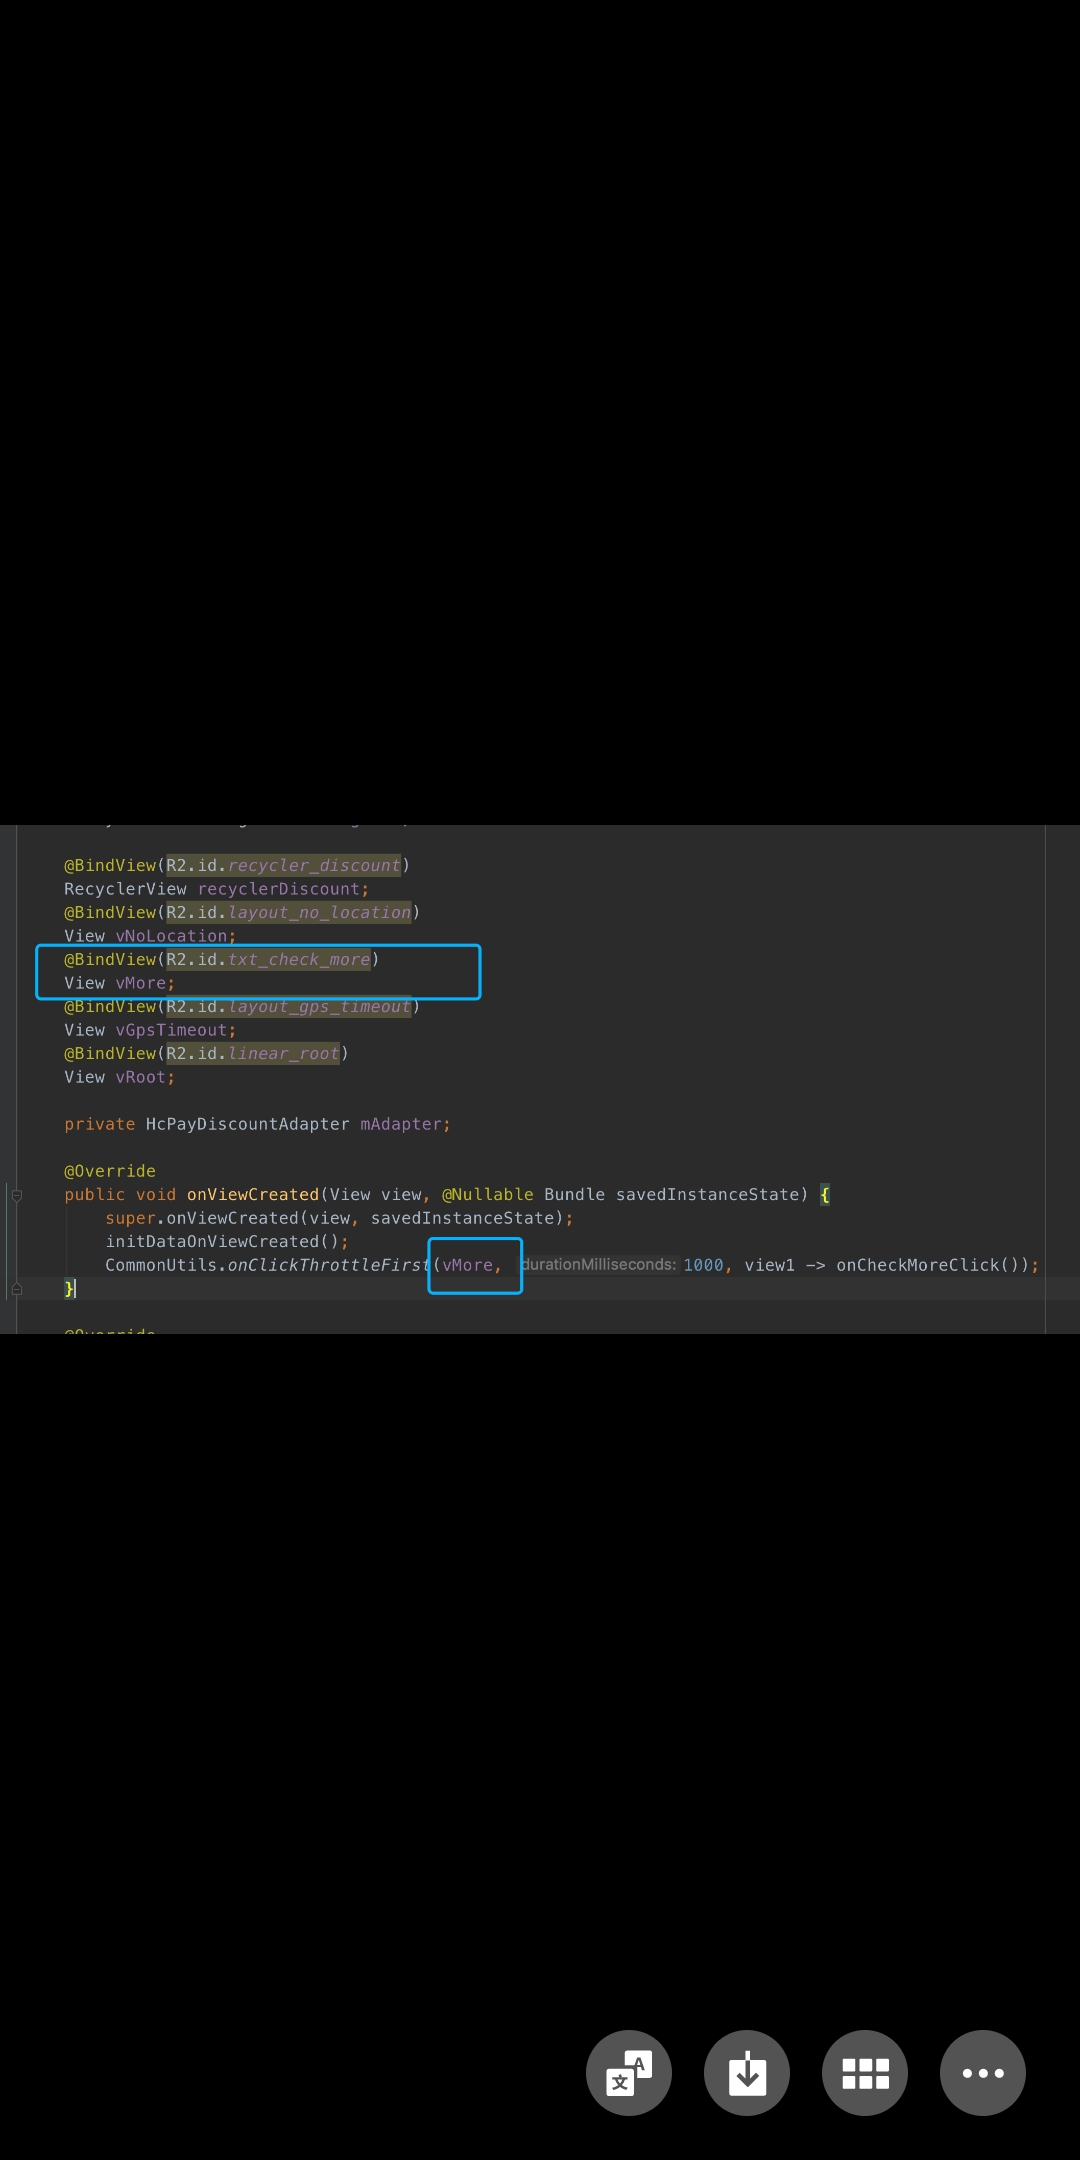 @BindView(R2.id.recycler_discount)
RecyclerView recyclerDiscount;
@BindView(R2.id.layout_no_location)
View vNoLocation;
@BindView(R2.id.txt_check_more)
View vMore;
@BindView(R2.id.layout_gps_timeout)
View vGpsTimeout;
@BindView(R2.id.linear_root)
View vRoot;
private HcPayDiscountAdapter mAdapter;
@Override
public void onViewCreated(View view, @Nullable Bundle savedInstanceState) {
super.onViewCreated(view, savedInstanceState);
initDataOnViewCreated();
CommonUtils.onClickThrottleFirst(vMore, durationMilliseconds: 1000, view1 -> onCheckMoreClick());
}
@Override
文 A